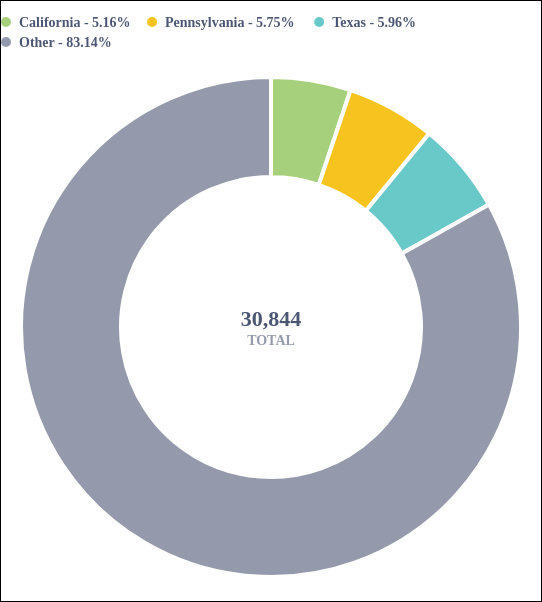 California - 5.16% Pennsylvania - 5.75% Texas - 5.96%
Other - 83.14%
30,844
TOTAL